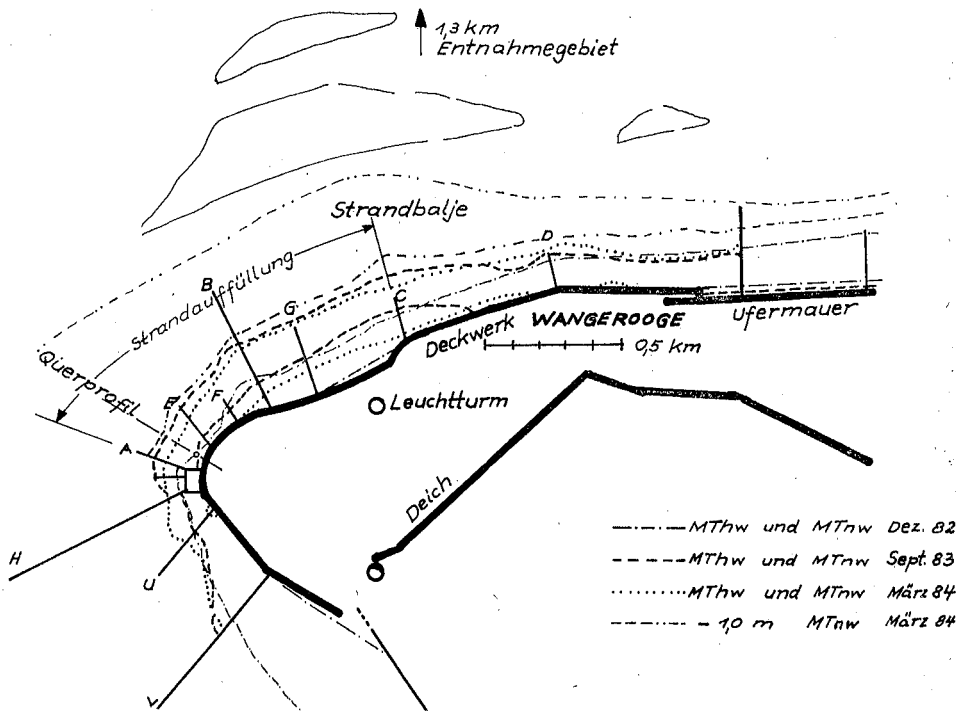 1,3 km
Entnahmegebiet
Strandbalje
Strandauffüllung
Querprofil
D
B
G
C
F
E
A
Deckwerk
WANGEROOGE
Ufermauer
0,5 km
Leuchtturm
Deich
H
U
V
MThw und MTnw Dez. 82
MThw und MTnw Sept. 83
MThw und MTnw März 84
- 1,0 m MTnw März 84